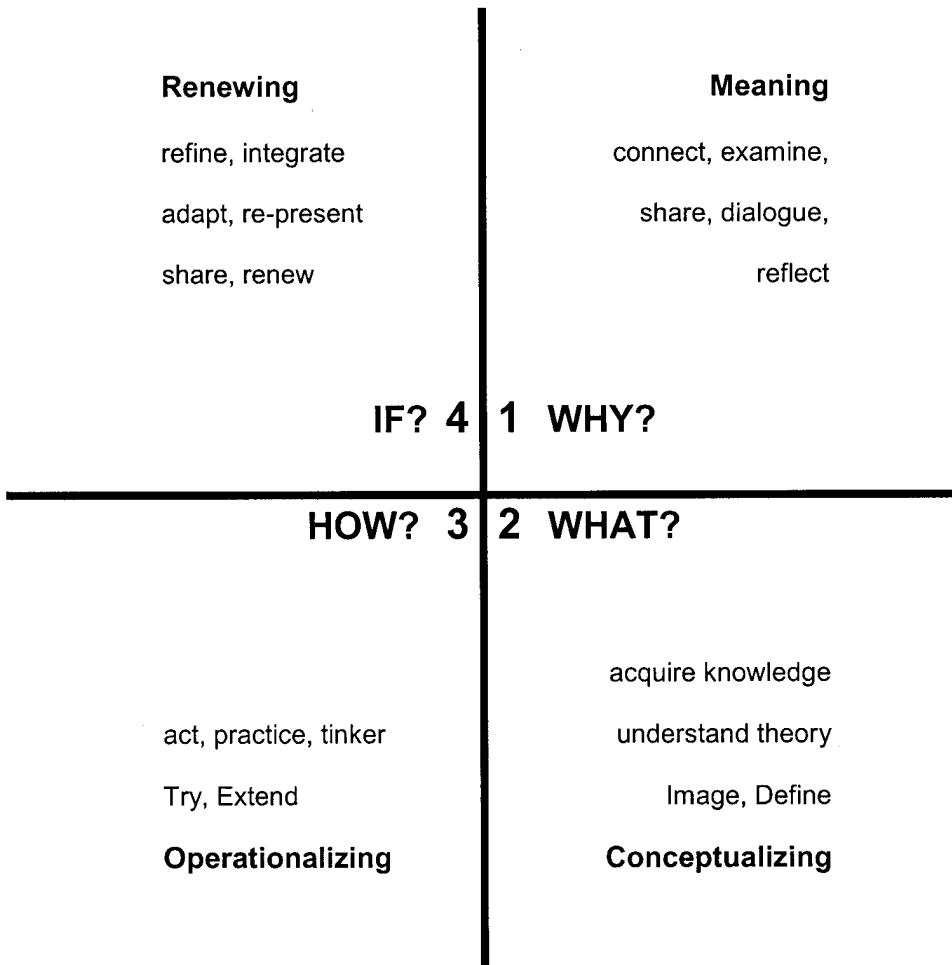 Renewing
refine, integrate
adapt, re-present
share, renew
Meaning
connect, examine,
share, dialogue,
reflect
IF? 4
1 WHY?
HOW? 3
2 WHAT?
act, practice, tinker
Try, Extend
Operationalizing
acquire knowledge
understand theory
Image, Define
Conceptualizing